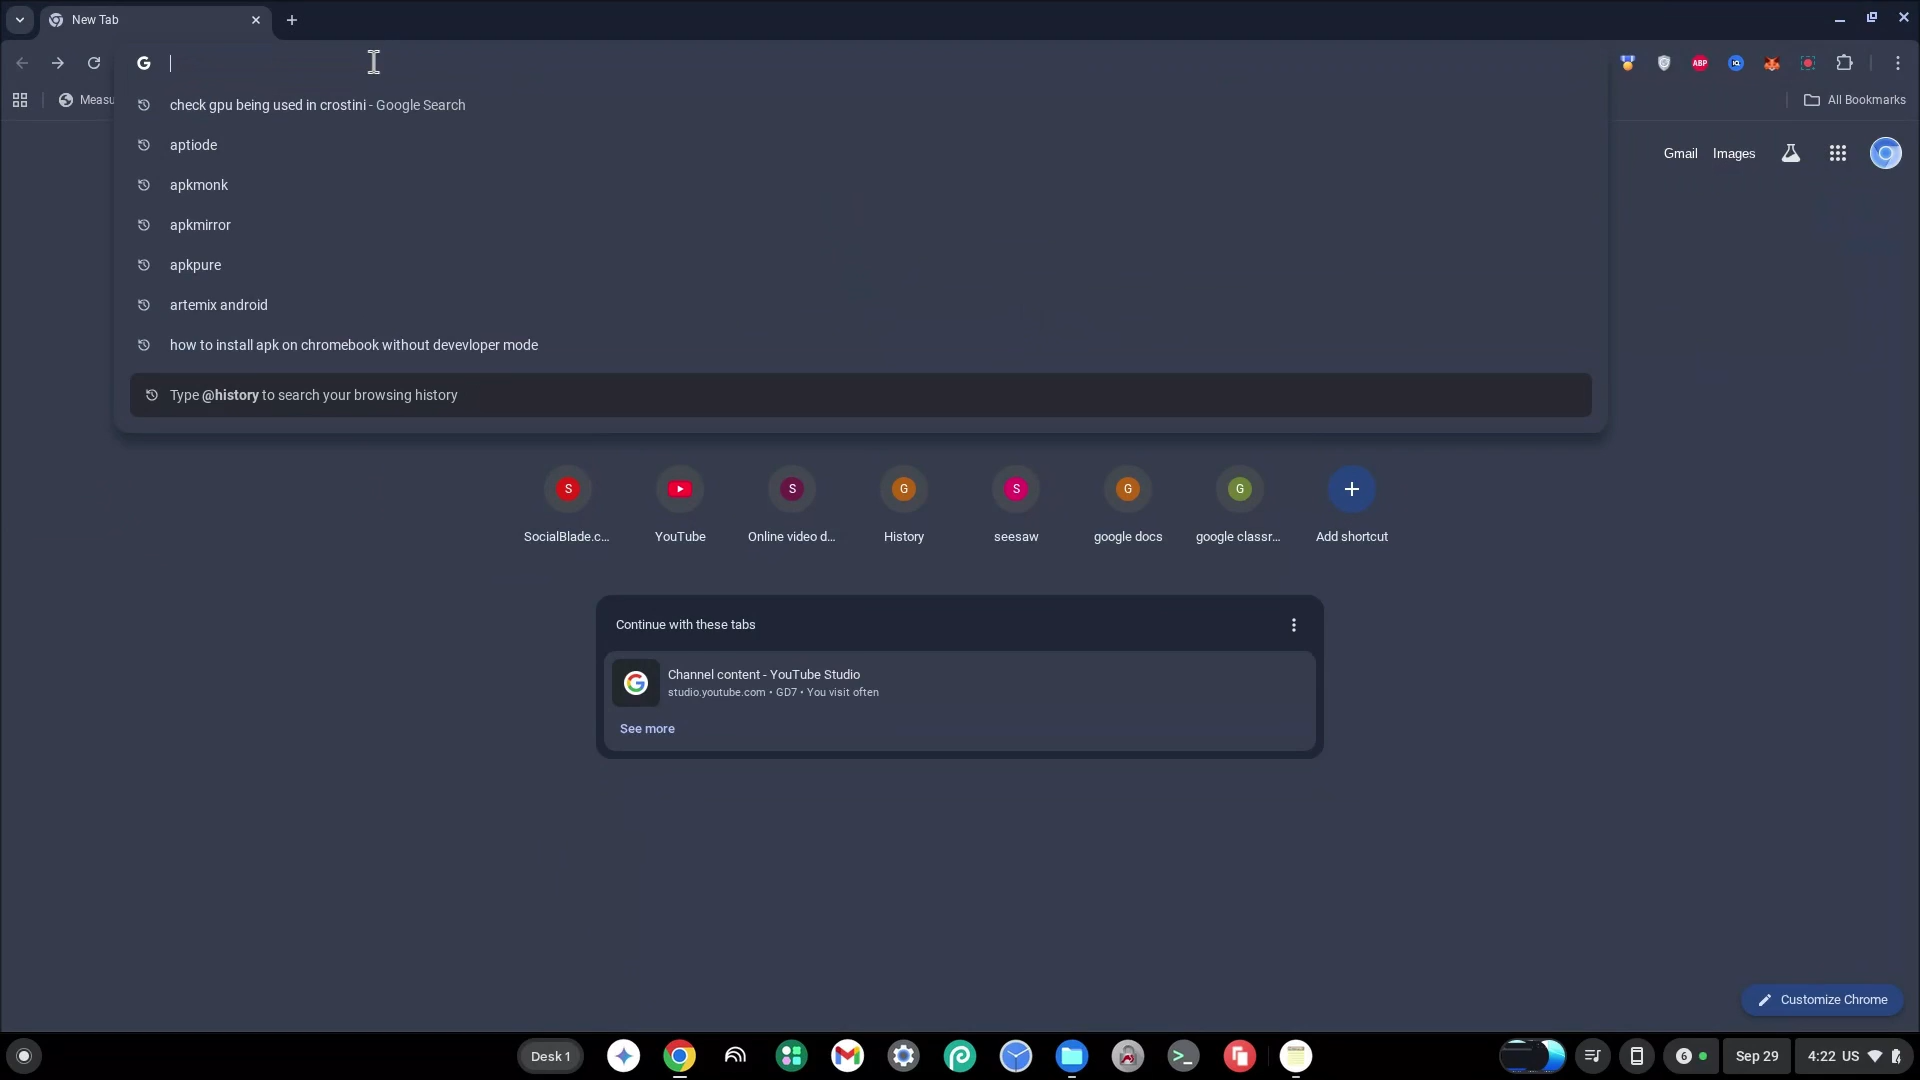 New Tab
G
ABP
Measu
All Bookmarks
check gpu being used in crostini - Google Search
aptiode
apkmonk
apkmirror
apkpure
artemix android
how to install apk on chromebook without devevloper mode
Type @history to search your browsing history
Gmail
Images
S
S
G
S
G
G
SocialBlade.c...
YouTube
Online video d...
History
seesaw
google docs
google classr...
Add shortcut
Continue with these tabs
G
Channel content - YouTube Studio
studio.youtube.com • GD7 • You visit often
See more
Customize Chrome
Desk 1
6
Sep 29
4:22 US